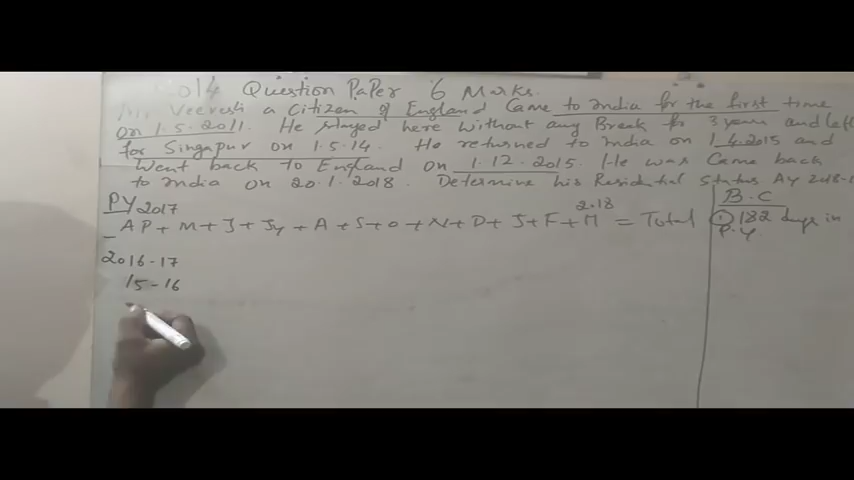 2014 Question PaPer 6 Marks.
Mr. Veeresh a Citizen of England Came to India for the first time
on 1.5.2011. He stayed here without any Break for 3 years and left
for Singapur on 1.5.14. He returned to India on 1.4.2015 and
Went back to England on 1.12.2015. He was Came back
to India on 20.1.2018. Determine his Residential status AY 2018-1
PY 2017
2018
AP + M + J + Jy + A + S + O + N + D + J + F + M = Total
2016-17
15-16
B.C
① 182 days in
P.Y.